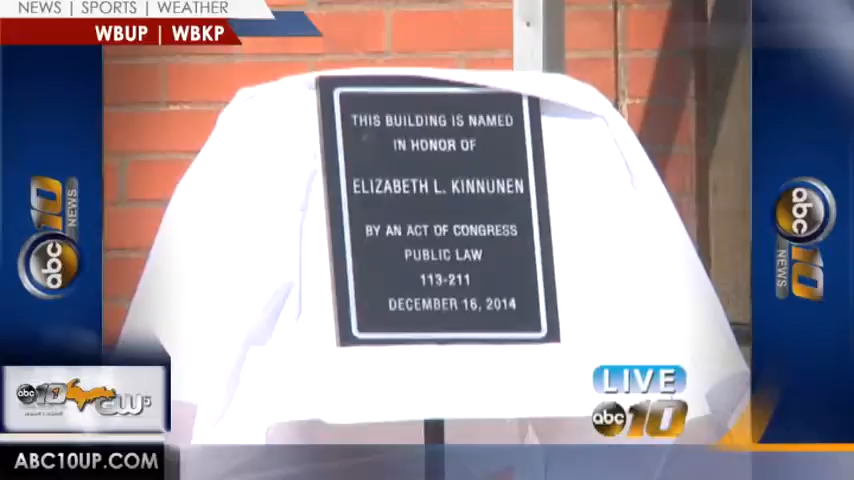 NEWS | SPORTS | WEATHER
WBUP | WBKP
THIS BUILDING IS NAMED
IN HONOR OF
ELIZABETH L. KINNUNEN
BY AN ACT OF CONGRESS
PUBLIC LAW
113-211
DECEMBER 16, 2014
abc 10 NEWS
abc 10 NEWS
abc 10 CW5
LIVE
abc 10
ABC10UP.COM